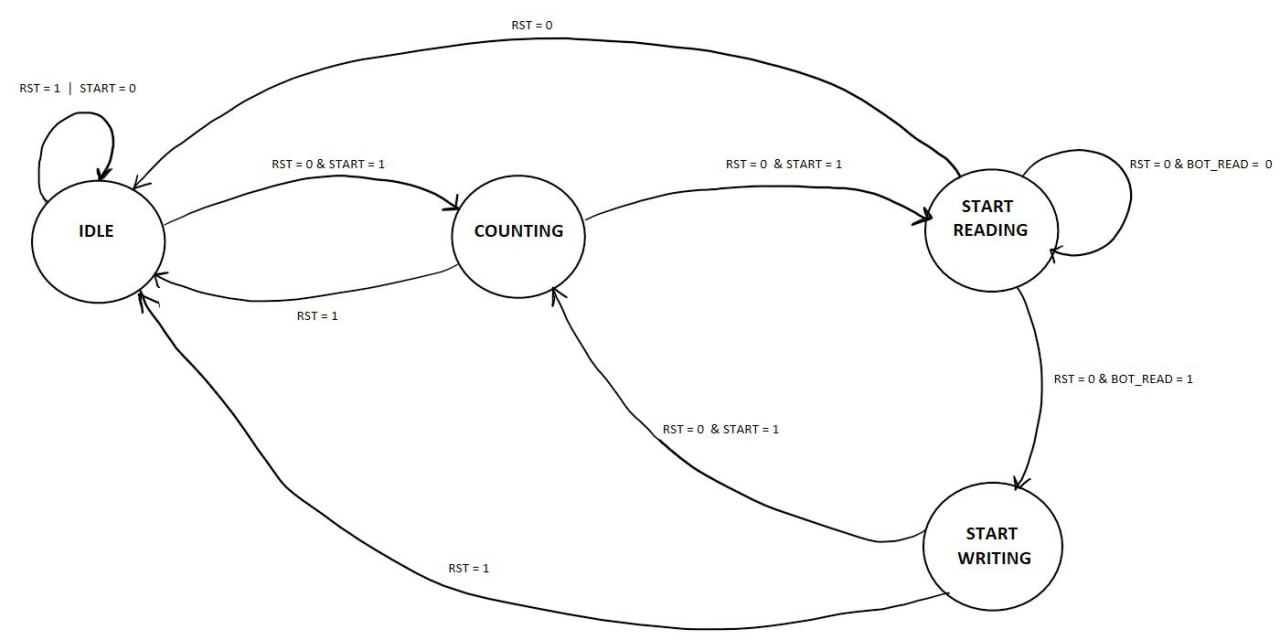 RST = 0
RST = 1 | START = 0
RST = 0 & START = 1
RST = 0 & START = 1
RST = 0 & BOT_READ = 0
IDLE
COUNTING
START
READING
RST = 1
RST = 0 & BOT_READ = 1
RST = 0 & START = 1
START
WRITING
RST = 1